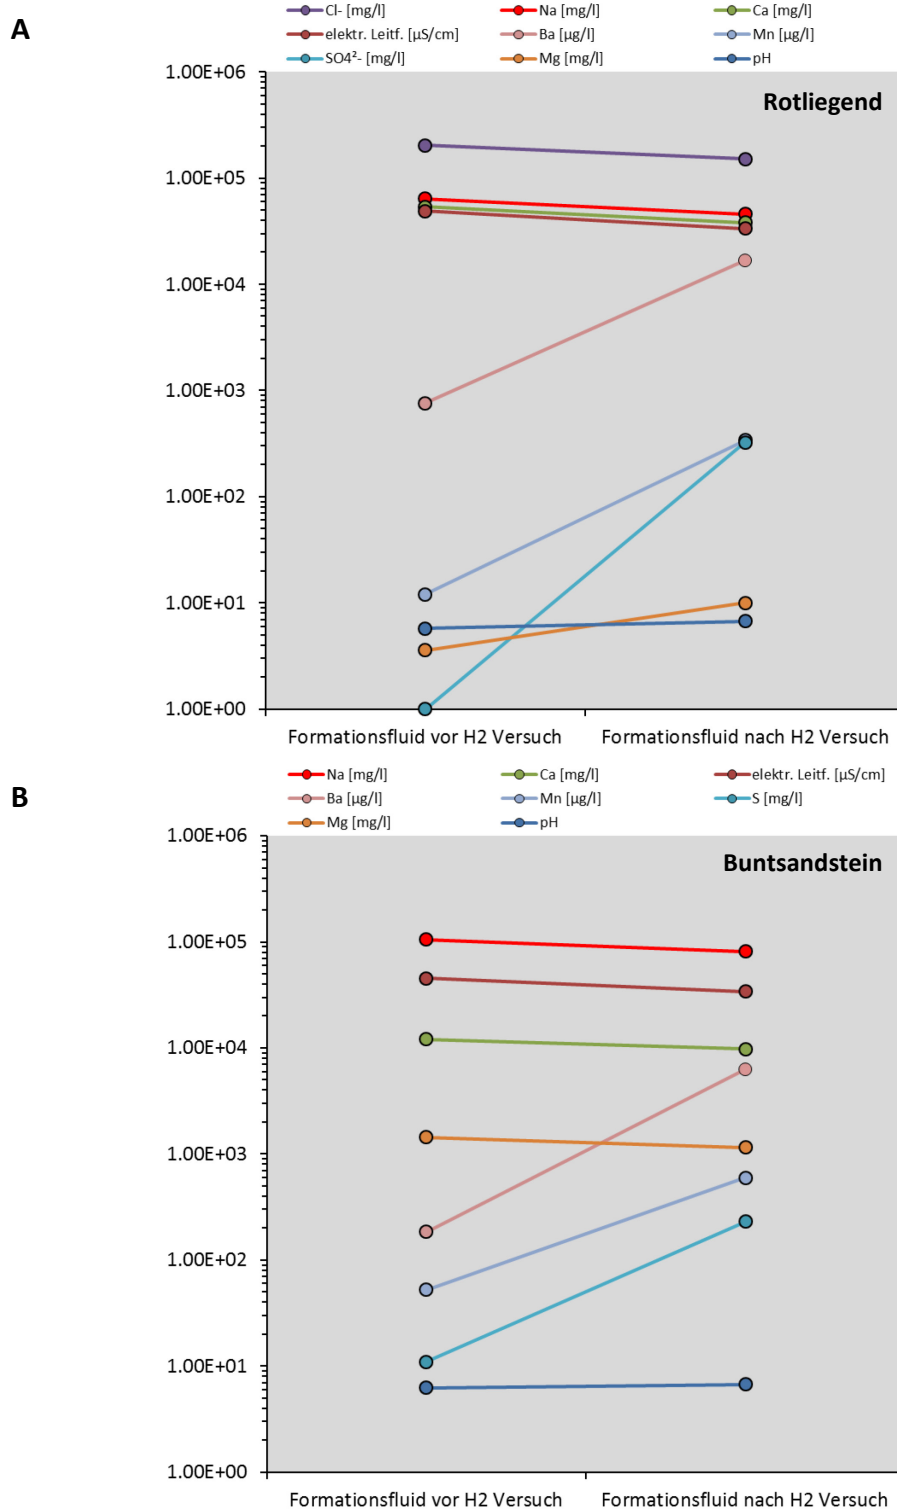 A
Cl- [mg/l] Na [mg/l] Ca [mg/l]
elektr. Leitf. [µS/cm] Ba [µg/l] Mn [µg/l]
SO4²- [mg/l] Mg [mg/l] pH
1.00E+06
Rotliegend
1.00E+05
1.00E+04
1.00E+03
1.00E+02
1.00E+01
1.00E+00
Formationsfluid vor H2 Versuch Formationsfluid nach H2 Versuch
B
Na [mg/l] Ca [mg/l] elektr. Leitf. [µS/cm]
Ba [µg/l] Mn [µg/l] S [mg/l]
Mg [mg/l] pH
1.00E+06
Buntsandstein
1.00E+05
1.00E+04
1.00E+03
1.00E+02
1.00E+01
1.00E+00
Formationsfluid vor H2 Versuch Formationsfluid nach H2 Versuch